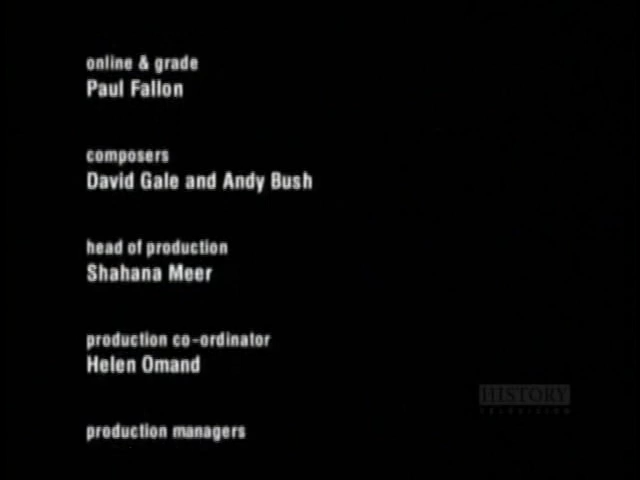 online & grade
Paul Fallon
composers
David Gale and Andy Bush
head of production
Shahana Meer
production co-ordinator
Helen Omand
HISTORY
TELEVISION
production managers